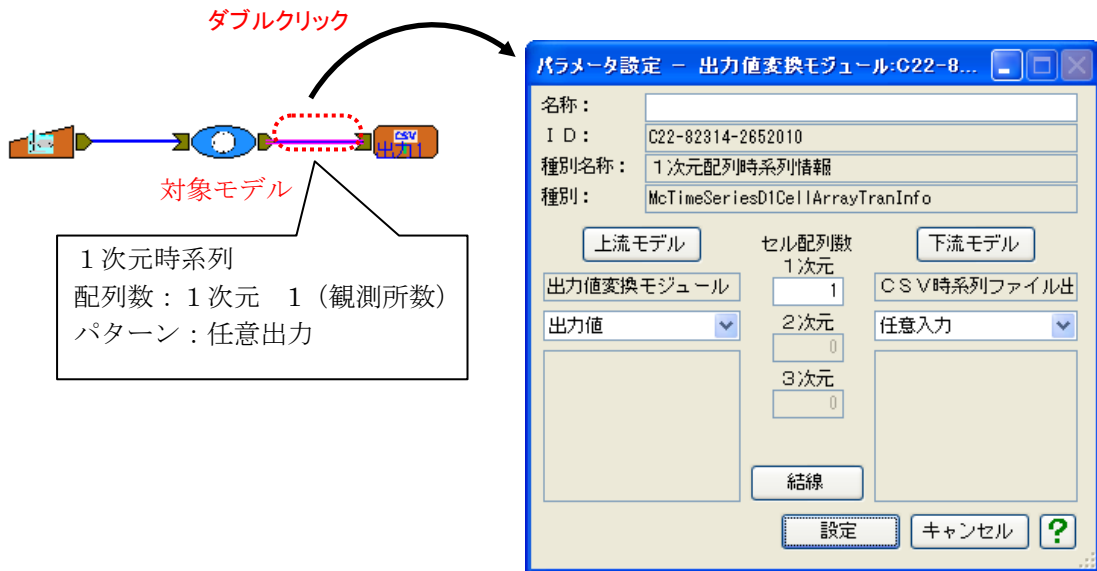 ダブルクリック
CSV
出力1
対象モデル
１次元時系列
配列数：１次元　１（観測所数）
パターン：任意出力
パラメータ設定 － 出力値変換モジュール:C22-8...
名称：
ＩＤ：
C22-82314-2652010
種別名称：
１次元配列時系列情報
種別：
McTimeSeriesD1CellArrayTranInfo
上流モデル
セル配列数
下流モデル
１次元
出力値変換モジュール
1
ＣＳＶ時系列ファイル出
出力値
２次元
任意入力
0
３次元
0
結線
設定
キャンセル
?